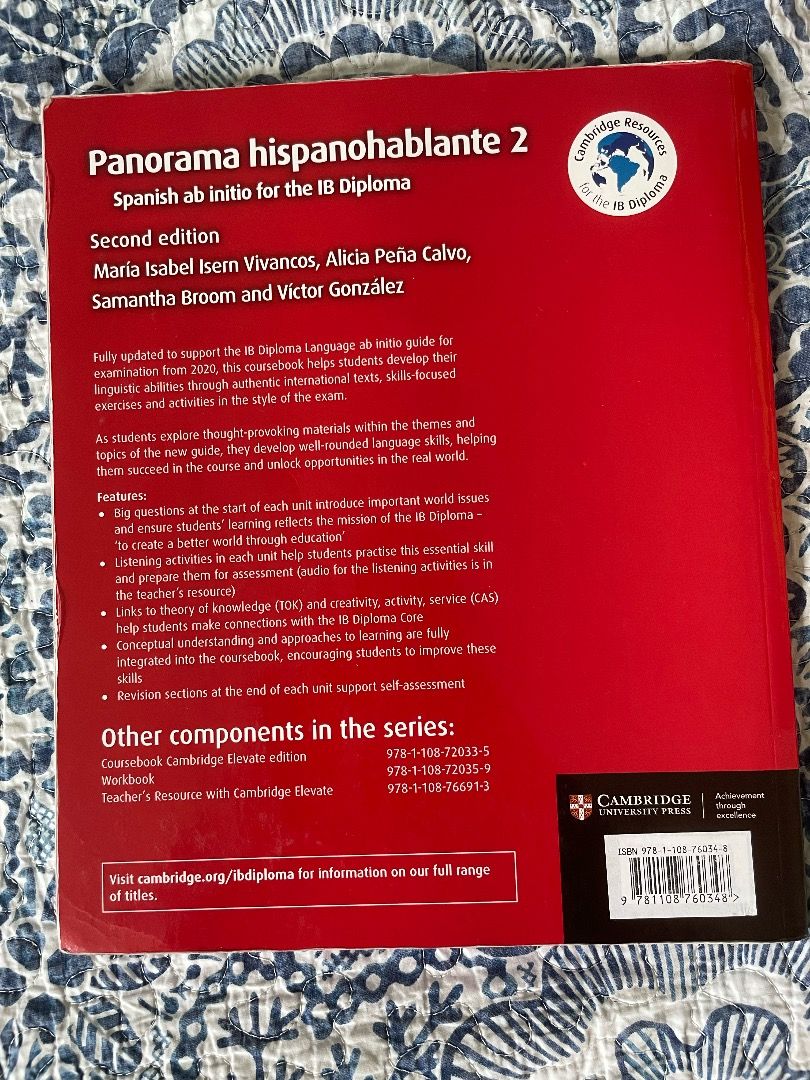 Panorama hispanohablante 2
Spanish ab initio for the IB Diploma
Cambridge Resources
for the IB Diploma
Second edition
María Isabel Isern Vivancos, Alicia Peña Calvo,
Samantha Broom and Víctor González
Fully updated to support the IB Diploma Language ab initio guide for
examination from 2020, this coursebook helps students develop their
linguistic abilities through authentic international texts, skills-focused
exercises and activities in the style of the exam.
As students explore thought-provoking materials within the themes and
topics of the new guide, they develop well-rounded language skills, helping
them succeed in the course and unlock opportunities in the real world.
Features:
• Big questions at the start of each unit introduce important world issues
and ensure students' learning reflects the mission of the IB Diploma –
'to create a better world through education'
• Listening activities in each unit help students practise this essential skill
and prepare them for assessment (audio for the listening activities is in
the teacher's resource)
• Links to theory of knowledge (TOK) and creativity, activity, service (CAS)
help students make connections with the IB Diploma Core
• Conceptual understanding and approaches to learning are fully
integrated into the coursebook, encouraging students to improve these
skills
• Revision sections at the end of each unit support self-assessment
Other components in the series:
Coursebook Cambridge Elevate edition 978-1-108-72033-5
Workbook 978-1-108-72035-9
Teacher's Resource with Cambridge Elevate 978-1-108-76691-3
Visit cambridge.org/ibdiploma for information on our full range
of titles.
CAMBRIDGE
UNIVERSITY PRESS
Achievement
through
excellence
ISBN 978-1-108-76034-8
9 781108 760348 >